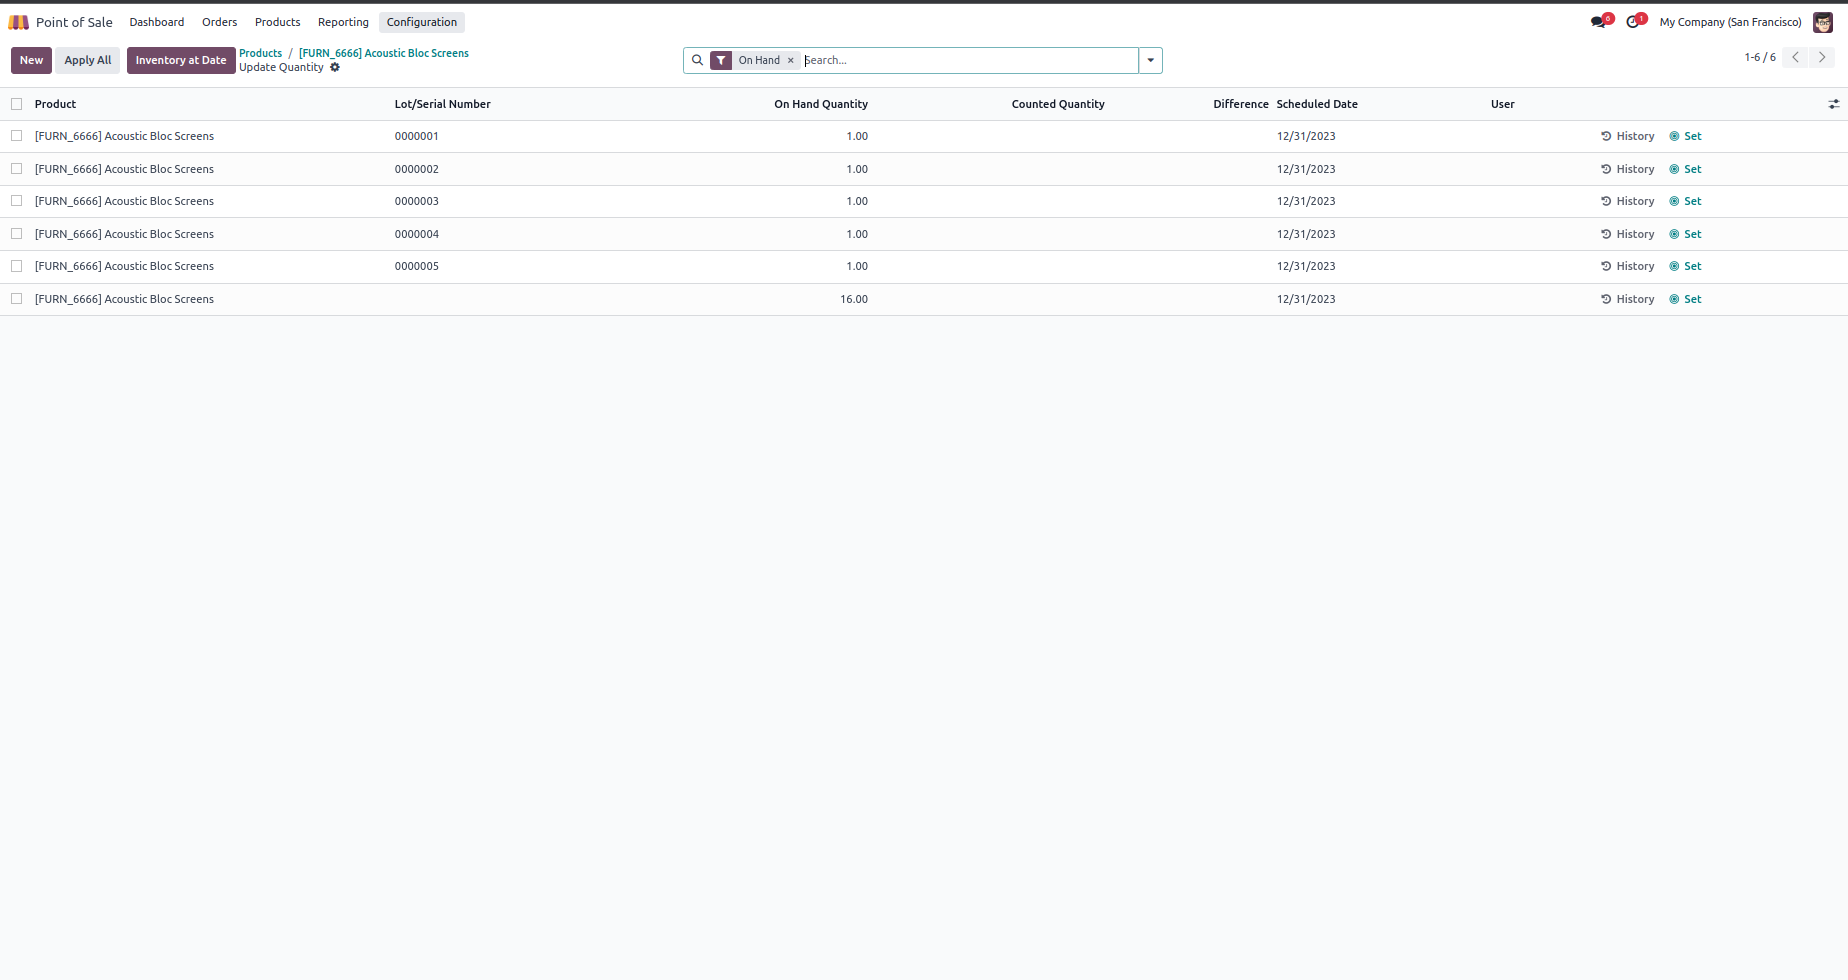 Point of Sale Dashboard Orders Products Reporting Configuration 6 1 My Company (San Francisco)
New Apply All Inventory at Date Products / [FURN_6666] Acoustic Bloc Screens On Hand × Search... 1-6 / 6
Update Quantity
Product Lot/Serial Number On Hand Quantity Counted Quantity Difference Scheduled Date User
[FURN_6666] Acoustic Bloc Screens 0000001 1.00 12/31/2023 History Set
[FURN_6666] Acoustic Bloc Screens 0000002 1.00 12/31/2023 History Set
[FURN_6666] Acoustic Bloc Screens 0000003 1.00 12/31/2023 History Set
[FURN_6666] Acoustic Bloc Screens 0000004 1.00 12/31/2023 History Set
[FURN_6666] Acoustic Bloc Screens 0000005 1.00 12/31/2023 History Set
[FURN_6666] Acoustic Bloc Screens 16.00 12/31/2023 History Set